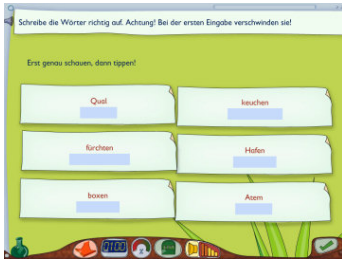 Schreibe die Wörter richtig auf. Achtung! Bei der ersten Eingabe verschwinden sie!
Erst genau schauen, dann tippen!
Qual
keuchen
fürchten
Hafen
boxen
Atem